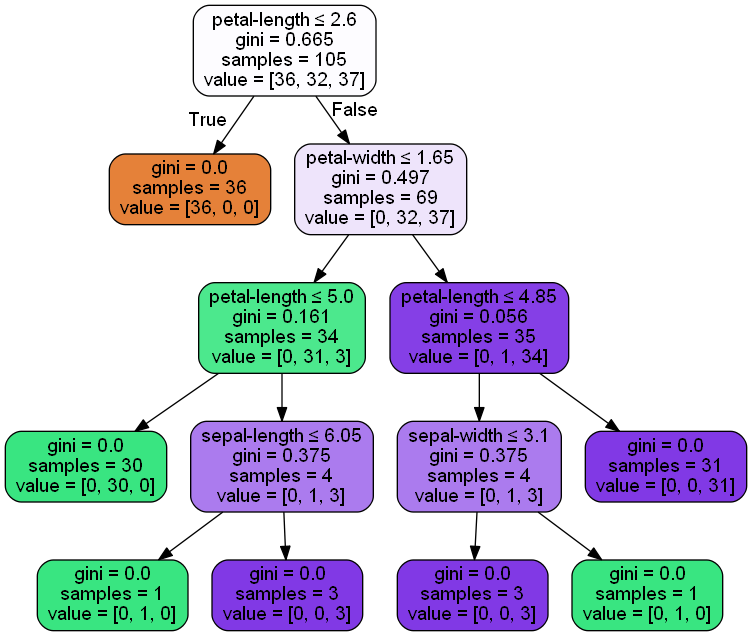 petal-length ≤ 2.6
gini = 0.665
samples = 105
value = [36, 32, 37]
True
False
gini = 0.0
samples = 36
value = [36, 0, 0]
petal-width ≤ 1.65
gini = 0.497
samples = 69
value = [0, 32, 37]
petal-length ≤ 5.0
gini = 0.161
samples = 34
value = [0, 31, 3]
petal-length ≤ 4.85
gini = 0.056
samples = 35
value = [0, 1, 34]
gini = 0.0
samples = 30
value = [0, 30, 0]
sepal-length ≤ 6.05
gini = 0.375
samples = 4
value = [0, 1, 3]
sepal-width ≤ 3.1
gini = 0.375
samples = 4
value = [0, 1, 3]
gini = 0.0
samples = 31
value = [0, 0, 31]
gini = 0.0
samples = 1
value = [0, 1, 0]
gini = 0.0
samples = 3
value = [0, 0, 3]
gini = 0.0
samples = 3
value = [0, 0, 3]
gini = 0.0
samples = 1
value = [0, 1, 0]